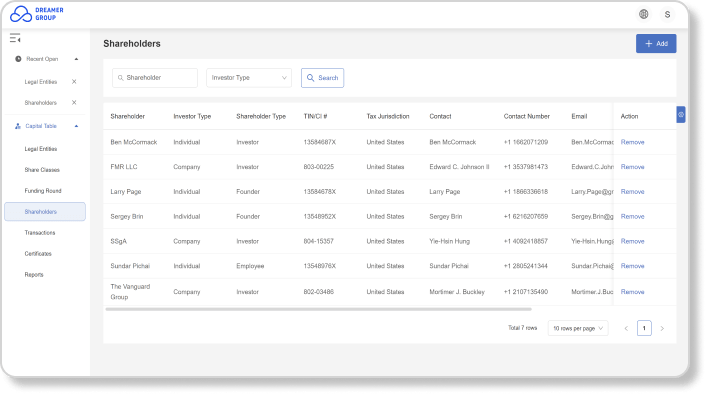 DREAMER
GROUP
S
Recent Open
Legal Entities
Shareholders
Capital Table
Legal Entities
Share Classes
Funding Round
Shareholders
Transactions
Certificates
Reports
Shareholders
+ Add
Shareholder
Investor Type
Search
Shareholder Investor Type Shareholder Type TIN/CI # Tax Jurisdiction Contact Contact Number Email Action
Ben McCormack Individual Investor 13584687X United States Ben McCormack +1 1662071209 Ben.McCormac Remove
FMR LLC Company Investor 803-00225 United States Edward C. Johnson II +1 3537981473 Edward.C.John Remove
Larry Page Individual Founder 13584678X United States Larry Page +1 1866336618 Larry.Page@gr Remove
Sergey Brin Individual Founder 13548952X United States Sergey Brin +1 6216207659 Sergey.Brin@g Remove
SSgA Company Investor 804-15357 United States Yie-Hsin Hung +1 4092418857 Yie-Hsin.Hung@ Remove
Sundar Pichai Individual Employee 13548976X United States Sundar Pichai +1 2805241344 Sundar.Pichai@ Remove
The Vanguard Group Company Investor 802-03486 United States Mortimer J. Buckley +1 2107135490 Mortimer.J.Buc Remove
Total 7 rows 10 rows per page 1